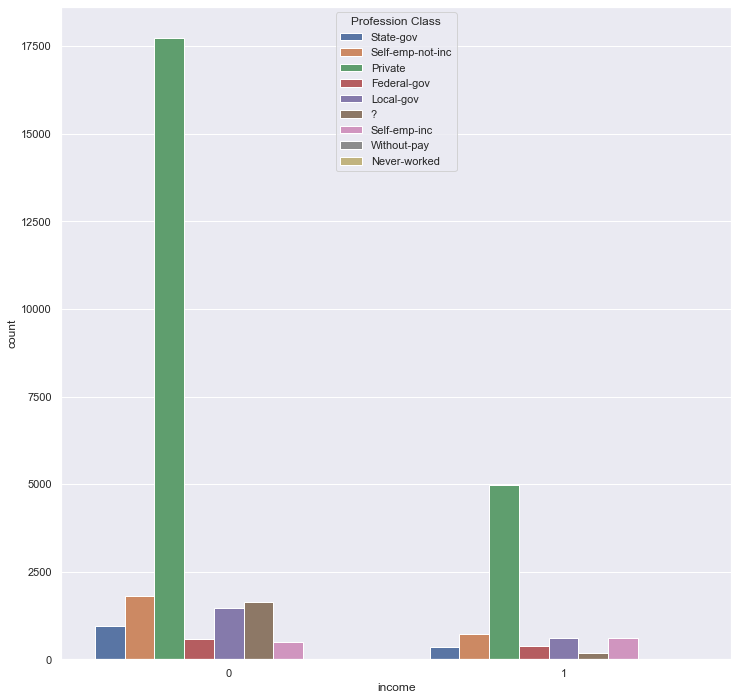 Profession Class
State-gov
Self-emp-not-inc
Private
Federal-gov
Local-gov
?
Self-emp-inc
Without-pay
Never-worked
17500
15000
12500
10000
7500
5000
2500
0
count
0
1
income